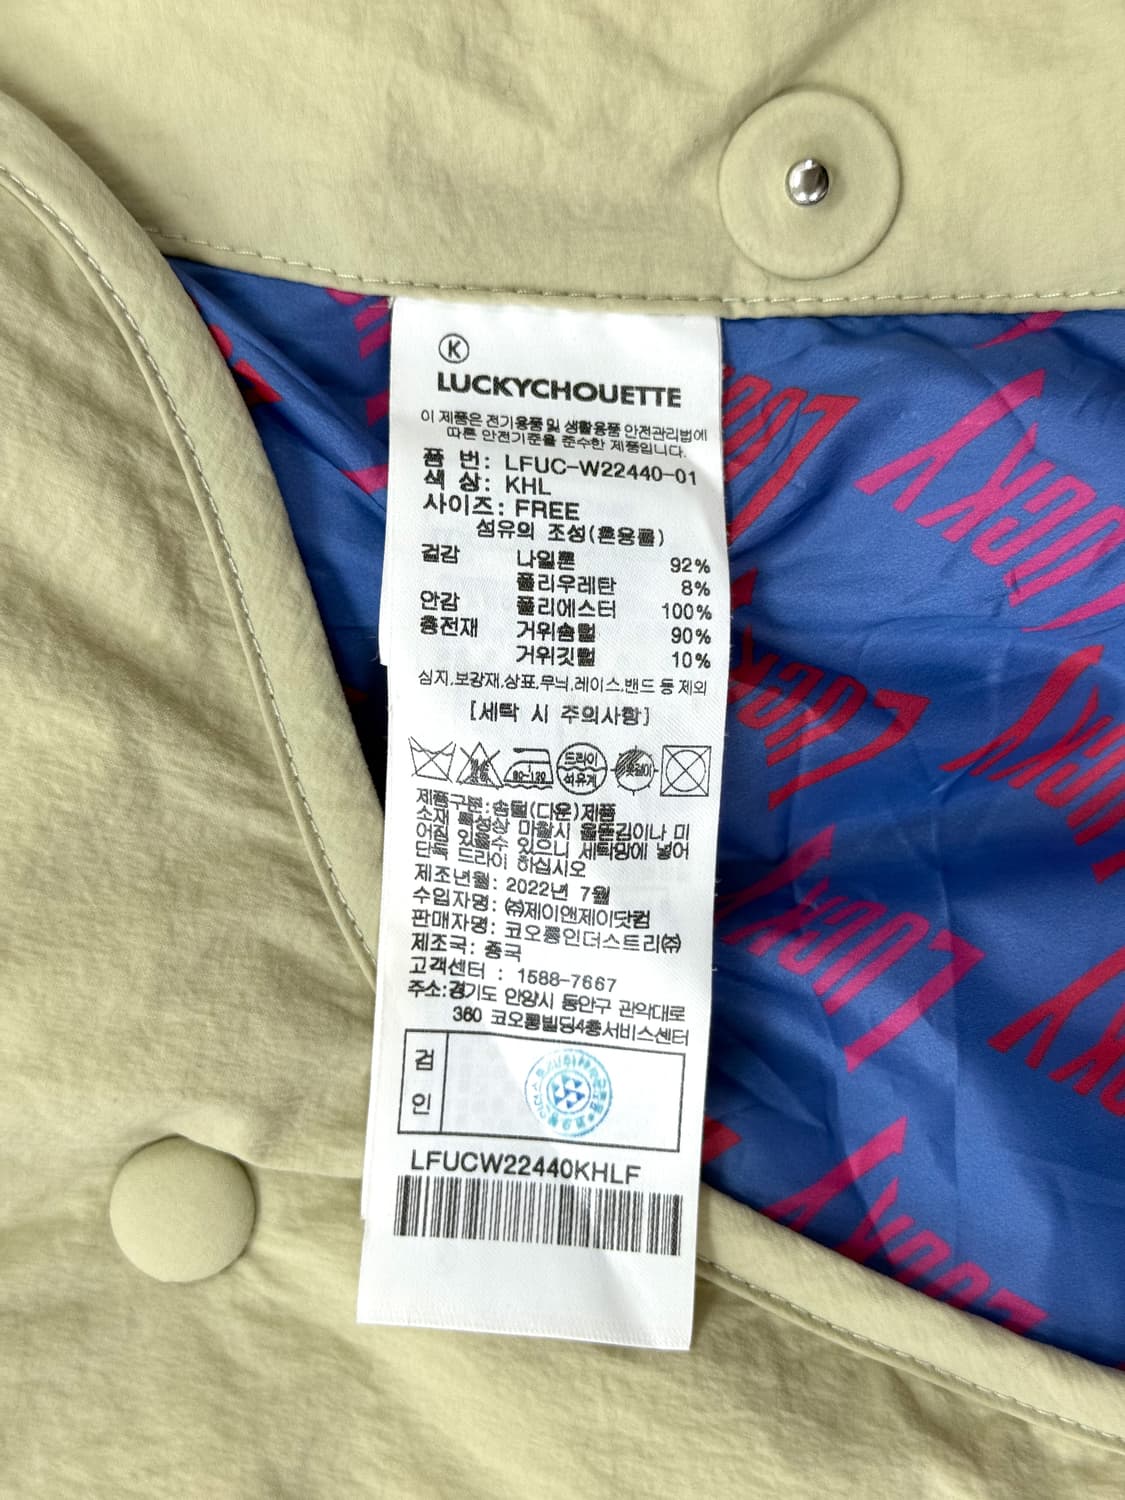 K
LUCKYCHOUETTE
이 제품은 전기용품 및 생활용품 안전관리법에
따른 안전기준을 준수한 제품입니다.
품 번: LFUC-W22440-01
색 상: KHL
사이즈: FREE
섬유의 조성(혼용률)
겉감 나일론 92%
폴리우레탄 8%
안감 폴리에스터 100%
충전재 거위솜털 90%
거위깃털 10%
심지,보강재,상표,무늬,레이스,밴드 등 제외
[세탁 시 주의사항]
80~120 드라이 석유계 옷걸이
제품구분:솜털(다운)제품
소재 특성상 마찰시 올뜯김이나 미
어짐 있을수 있으니 세탁망에 넣어
단독 드라이 하십시오
제조년월: 2022년 7월
수입자명: ㈜제이앤제이닷컴
판매자명: 코오롱인더스트리㈜
제조국: 중국
고객센터 : 1588-7667
주소:경기도 안양시 동안구 관악대로
360 코오롱빌딩4층서비스센터
검
인
LFUCW22440KHLF
LUCKY
LUCKY
LUCKY
LUCKY